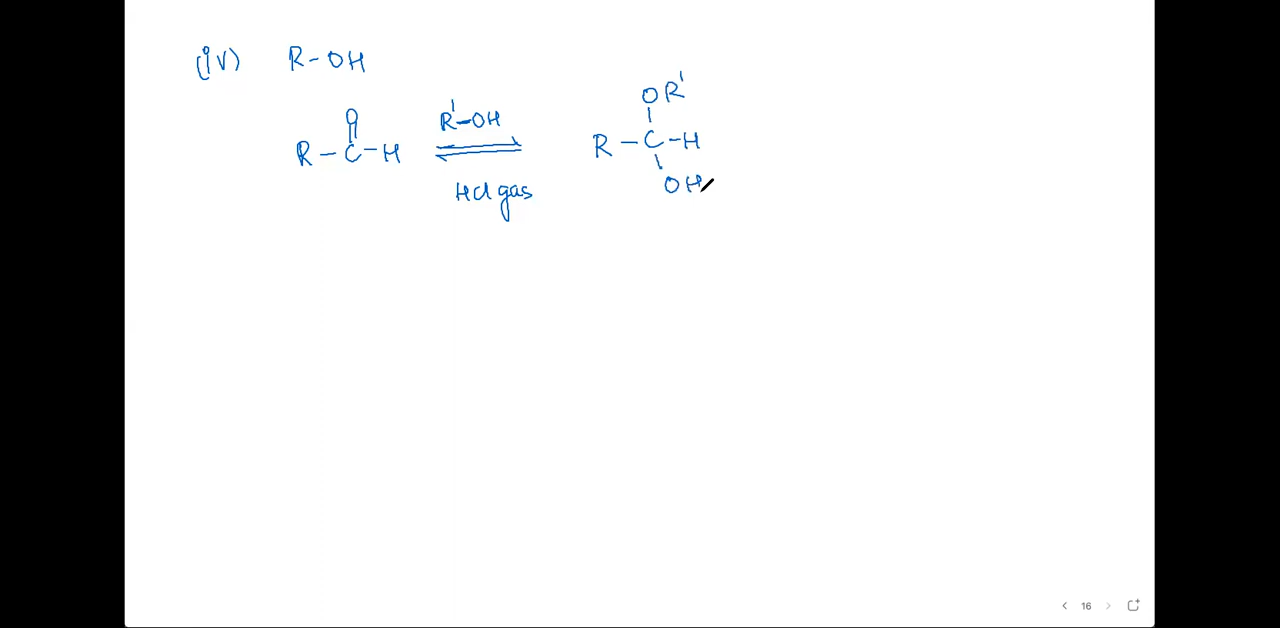 (iv) R-OH
O
R-C-H
R'-OH
HCl gas
OR'
R-C-H
OH
16